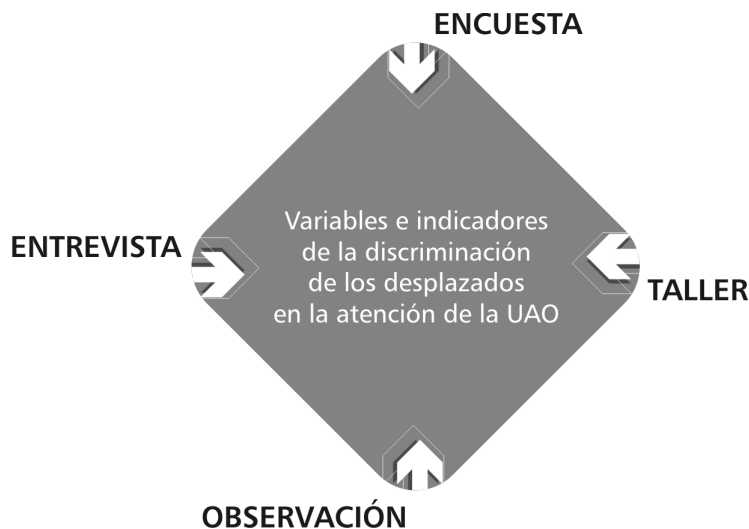 ENCUESTA
ENTREVISTA
Variables e indicadores
de la discriminación
de los desplazados
en la atención de la UAO
TALLER
OBSERVACIÓN